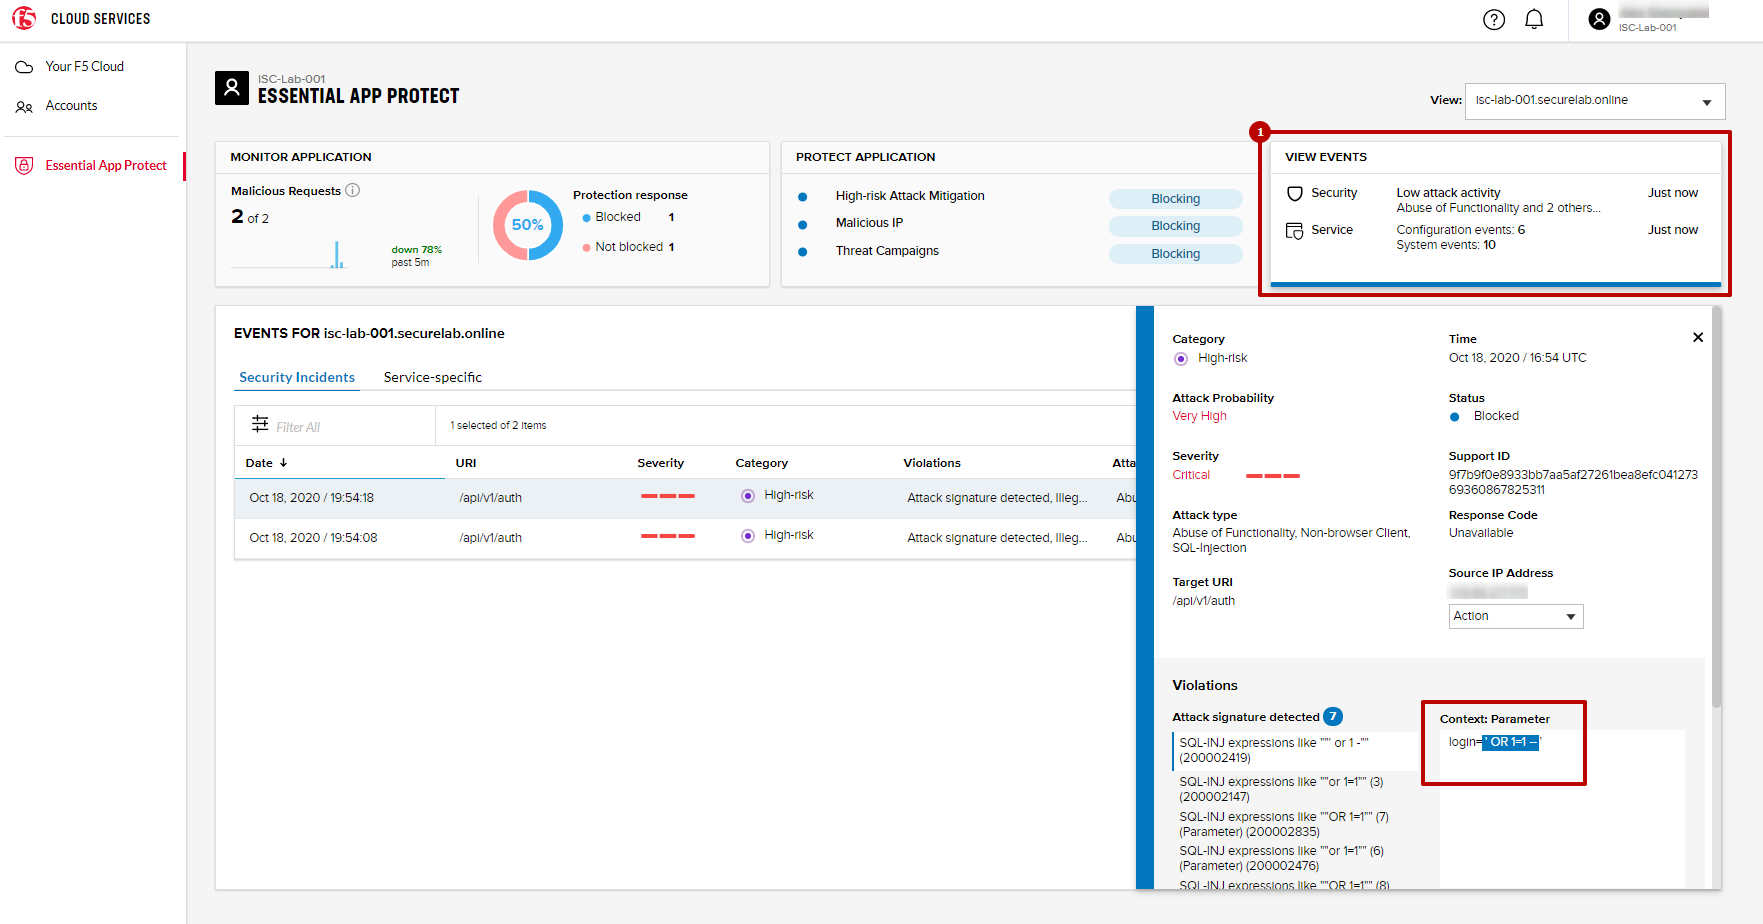 CLOUD SERVICES
ISC-Lab-001
Your F5 Cloud
Accounts
Essential App Protect
ISC-Lab-001
ESSENTIAL APP PROTECT
View: isc-lab-001.securelab.online
1
MONITOR APPLICATION
Malicious Requests
2 of 2
down 78%
past 5m
50%
Protection response
Blocked 1
Not blocked 1
PROTECT APPLICATION
High-risk Attack Mitigation Blocking
Malicious IP Blocking
Threat Campaigns Blocking
VIEW EVENTS
Security Low attack activity Just now
Abuse of Functionality and 2 others...
Service Configuration events: 6 Just now
System events: 10
EVENTS FOR isc-lab-001.securelab.online
Security Incidents Service-specific
Filter All 1 selected of 2 items
Date URI Severity Category Violations Atta
Oct 18, 2020 / 19:54:18 /api/v1/auth High-risk Attack signature detected, Illeg... Abu
Oct 18, 2020 / 19:54:08 /api/v1/auth High-risk Attack signature detected, Illeg... Abu
Category
High-risk
Time
Oct 18, 2020 / 16:54 UTC
Attack Probability
Very High
Status
Blocked
Severity
Critical
Support ID
9f7b9f0e8933bb7aa5af27261bea8efc041273
69360867825311
Attack type
Abuse of Functionality, Non-browser Client,
SQL-Injection
Response Code
Unavailable
Target URI
/api/v1/auth
Source IP Address
Action
Violations
Attack signature detected 7
SQL-INJ expressions like ""' or 1 -""
(200002419)
SQL-INJ expressions like ""or 1=1"" (3)
(200002147)
SQL-INJ expressions like ""OR 1=1"" (7)
(Parameter) (200002835)
SQL-INJ expressions like ""or 1=1"" (6)
(Parameter) (200002476)
SQL-INJ expressions like ""OR 1=1"" (8)
Context: Parameter
login=' OR 1=1 -- '